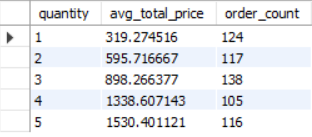 quantity avg_total_price order_count
1 319.274516 124
2 595.716667 117
3 898.266377 138
4 1338.607143 105
5 1530.401121 116